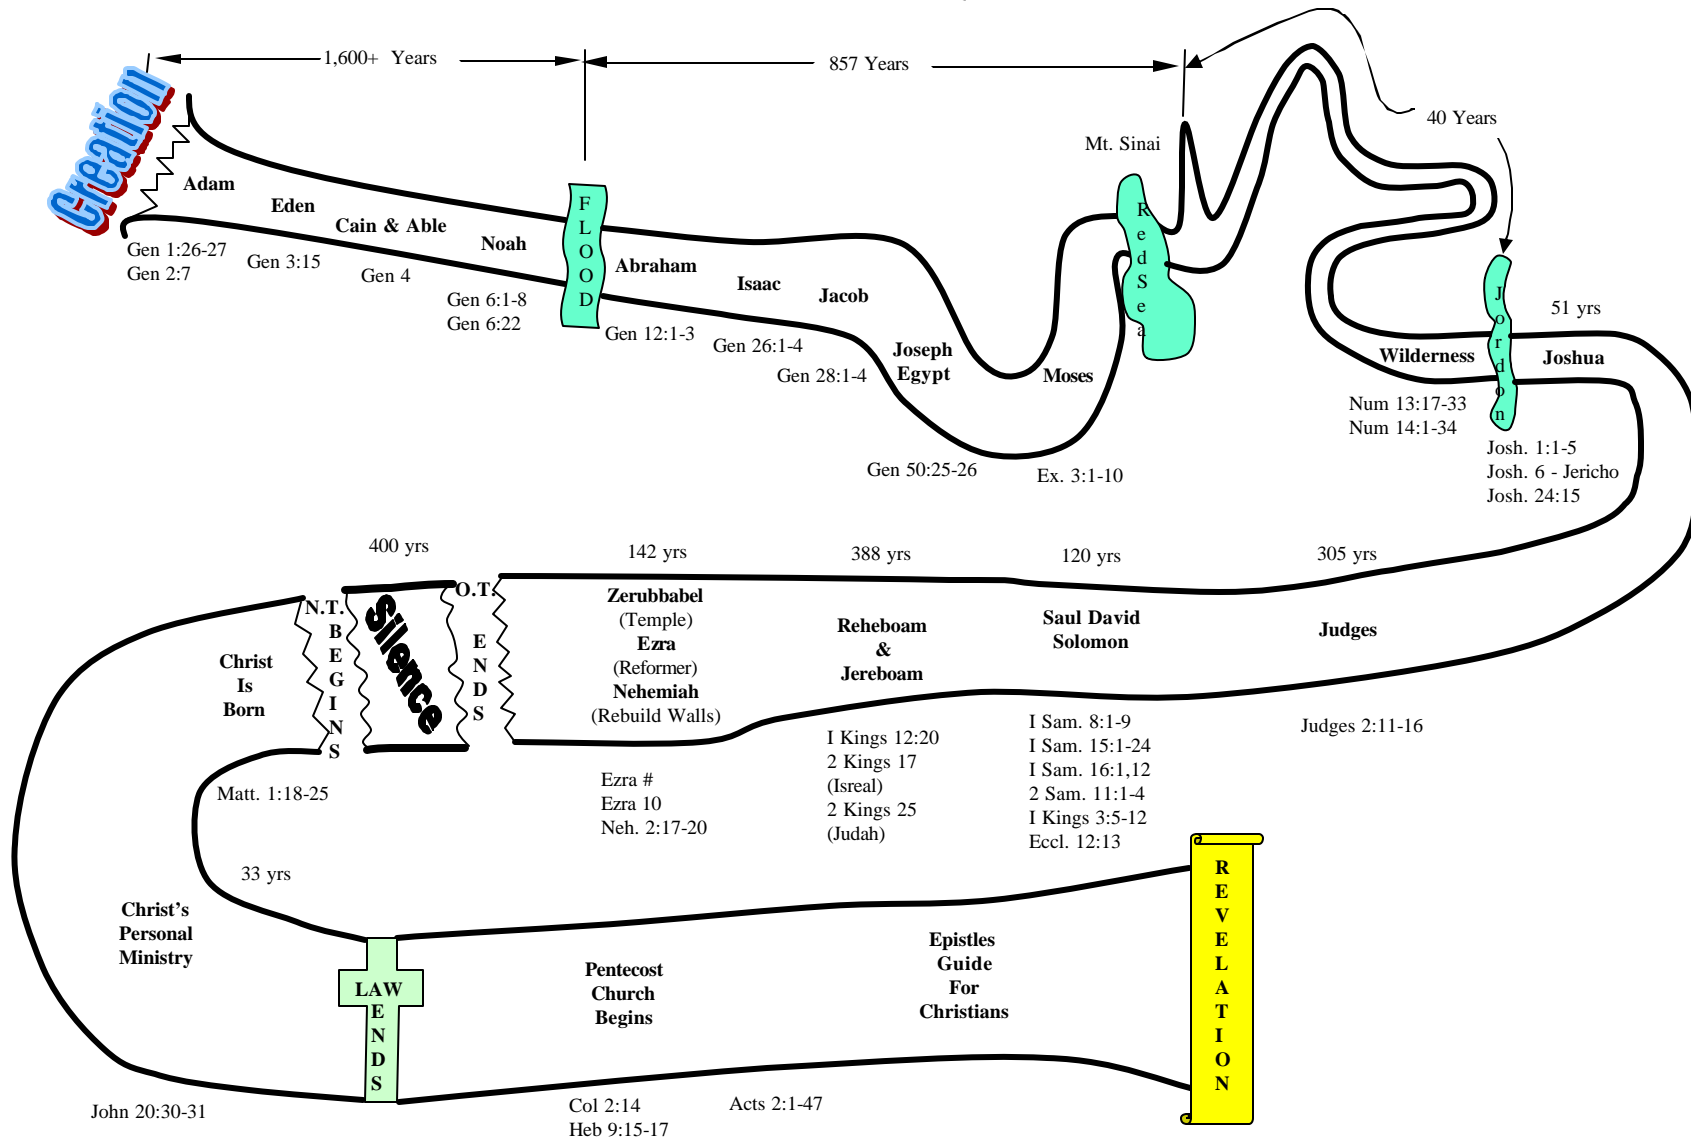 1,600+ Years
857 Years
40 Years
Creation
Mt. Sinai
Adam
Eden
Cain & Able
Noah
FLOOD
Abraham
Isaac
Jacob
Joseph
Egypt
Moses
Red Sea
Wilderness
Jordon
51 yrs
Joshua
Gen 1:26-27
Gen 2:7
Gen 3:15
Gen 4
Gen 6:1-8
Gen 6:22
Gen 12:1-3
Gen 26:1-4
Gen 28:1-4
Gen 50:25-26
Ex. 3:1-10
Num 13:17-33
Num 14:1-34
Josh. 1:1-5
Josh. 6 - Jericho
Josh. 24:15
305 yrs
Judges
Judges 2:11-16
120 yrs
Saul David
Solomon
I Sam. 8:1-9
I Sam. 15:1-24
I Sam. 16:1,12
2 Sam. 11:1-4
I Kings 3:5-12
Eccl. 12:13
388 yrs
Reheboam
&
Jereboam
I Kings 12:20
2 Kings 17
(Isreal)
2 Kings 25
(Judah)
142 yrs
Zerubbabel
(Temple)
Ezra
(Reformer)
Nehemiah
(Rebuild Walls)
Ezra #
Ezra 10
Neh. 2:17-20
O.T.
ENDS
400 yrs
Silence
N.T.
BEGINS
Christ
Is
Born
Matt. 1:18-25
33 yrs
Christ's
Personal
Ministry
John 20:30-31
LAW
ENDS
Pentecost
Church
Begins
Col 2:14
Heb 9:15-17
Acts 2:1-47
Epistles
Guide
For
Christians
REVELATION